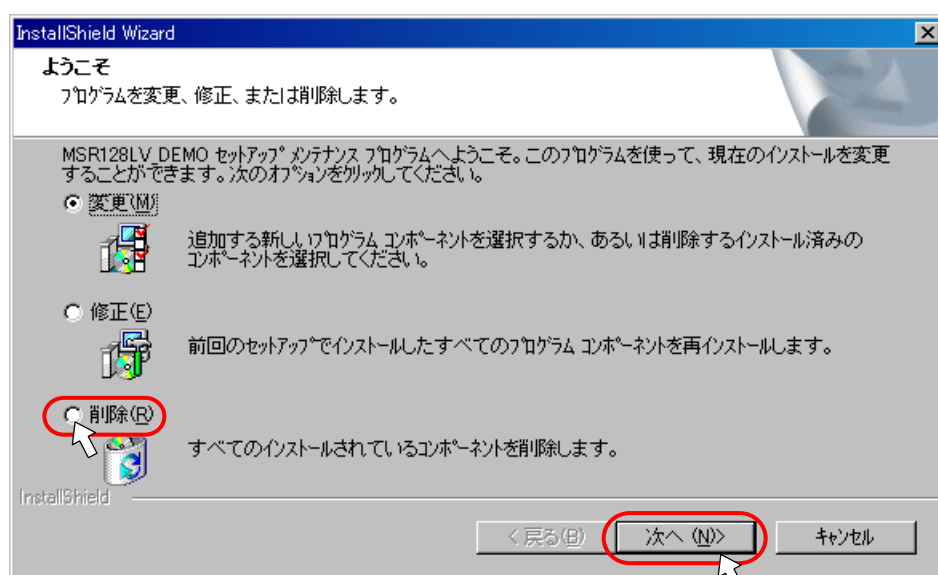 InstallShield Wizard
ようこそ
プログラムを変更、修正、または削除します。
MSR128LV_DEMO セットアップ メンテナンス プログラムへようこそ。このプログラムを使って、現在のインストールを変更
することができます。次のオプションをクリックしてください。
変更(M)
追加する新しいプログラム コンポーネントを選択するか、あるいは削除するインストール済みの
コンポーネントを選択してください。
修正(E)
前回のセットアップでインストールしたすべてのプログラム コンポーネントを再インストールします。
削除(R)
すべてのインストールされているコンポーネントを削除します。
InstallShield
< 戻る(B)
次へ (N)>
キャンセル